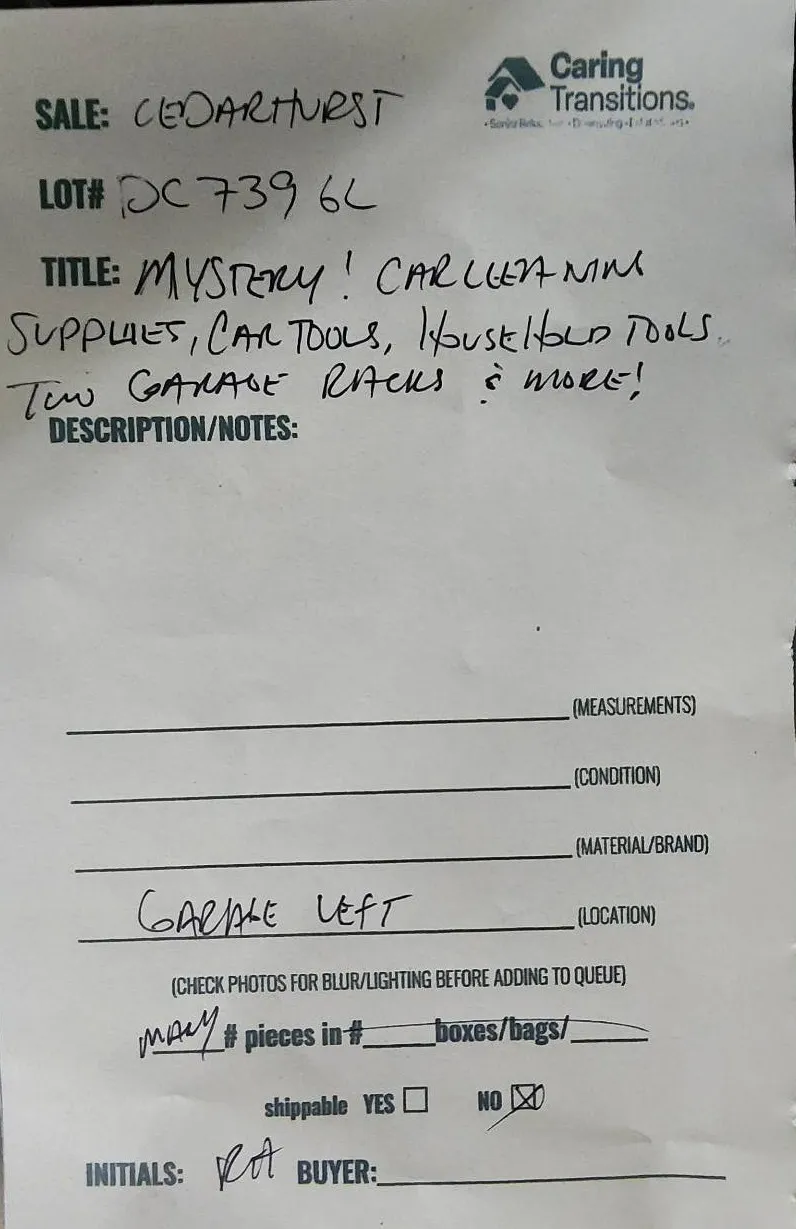 Caring
Transitions®
SALE: CEDARHURST
LOT# DC 739 6L
TITLE: MYSTERY! CAR CLEANING
SUPPLIES, CAR TOOLS, HOUSEHOLD TOOLS.
TWO GARAGE RACKS & MORE!
DESCRIPTION/NOTES:
(MEASUREMENTS)
(CONDITION)
(MATERIAL/BRAND)
GARAGE LEFT (LOCATION)
(CHECK PHOTOS FOR BLUR/LIGHTING BEFORE ADDING TO QUEUE)
MANY # pieces in # boxes/bags/
shippable YES NO
INITIALS: RA BUYER: